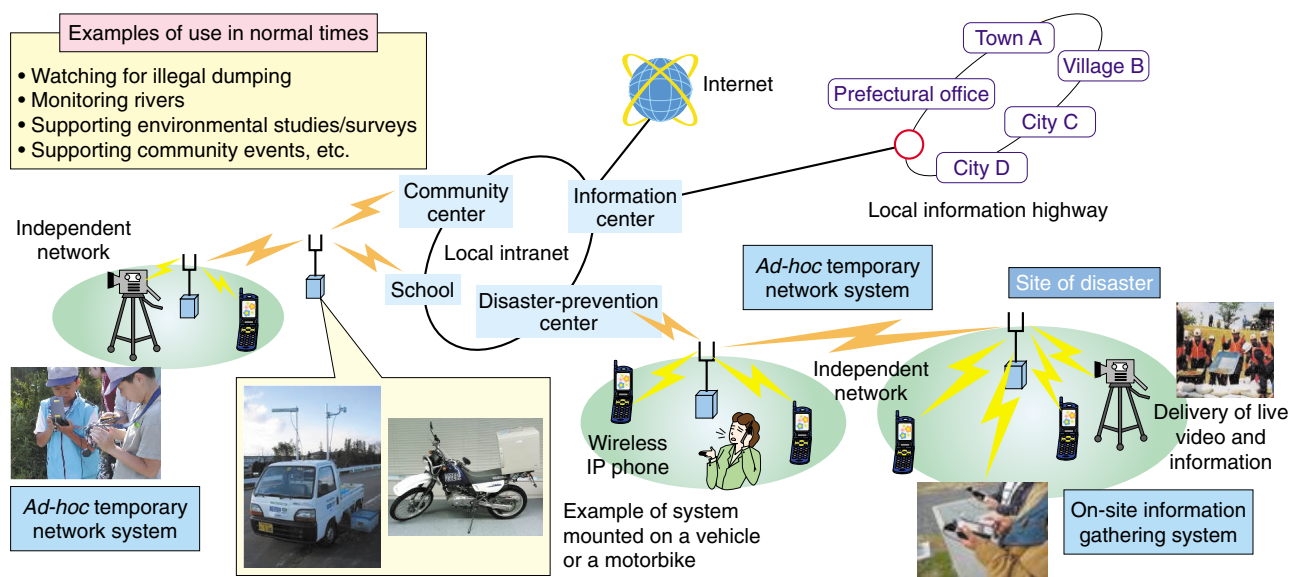 Examples of use in normal times
• Watching for illegal dumping
• Monitoring rivers
• Supporting environmental studies/surveys
• Supporting community events, etc.
Internet
Town A
Village B
Prefectural office
City C
City D
Local information highway
Community
center
Information
center
Local intranet
School
Disaster-prevention
center
Independent
network
Ad-hoc temporary
network system
Site of disaster
Independent
network
Wireless
IP phone
Delivery of live
video and
information
Ad-hoc temporary
network system
Example of system
mounted on a vehicle
or a motorbike
On-site information
gathering system